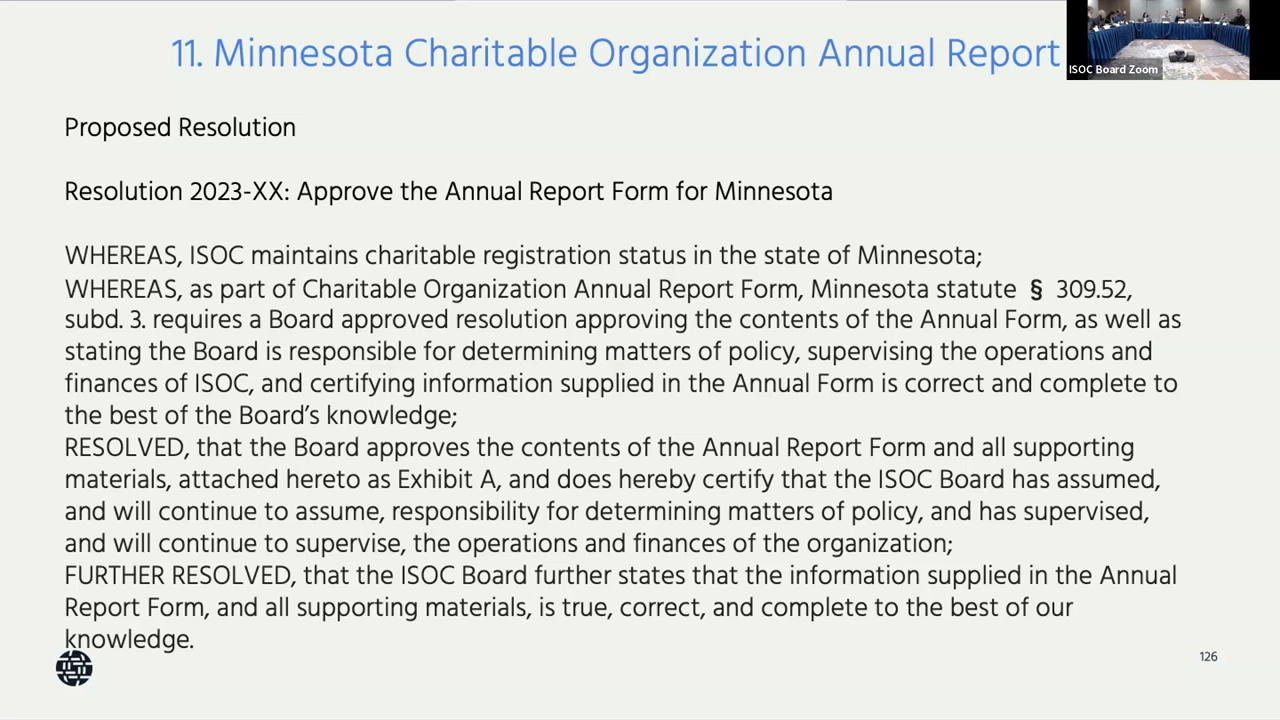 11. Minnesota Charitable Organization Annual Report
ISOC Board Zoom
Proposed Resolution
Resolution 2023-XX: Approve the Annual Report Form for Minnesota
WHEREAS, ISOC maintains charitable registration status in the state of Minnesota;
WHEREAS, as part of Charitable Organization Annual Report Form, Minnesota statute § 309.52,
subd. 3. requires a Board approved resolution approving the contents of the Annual Form, as well as
stating the Board is responsible for determining matters of policy, supervising the operations and
finances of ISOC, and certifying information supplied in the Annual Form is correct and complete to
the best of the Board’s knowledge;
RESOLVED, that the Board approves the contents of the Annual Report Form and all supporting
materials, attached hereto as Exhibit A, and does hereby certify that the ISOC Board has assumed,
and will continue to assume, responsibility for determining matters of policy, and has supervised,
and will continue to supervise, the operations and finances of the organization;
FURTHER RESOLVED, that the ISOC Board further states that the information supplied in the Annual
Report Form, and all supporting materials, is true, correct, and complete to the best of our
knowledge.
126